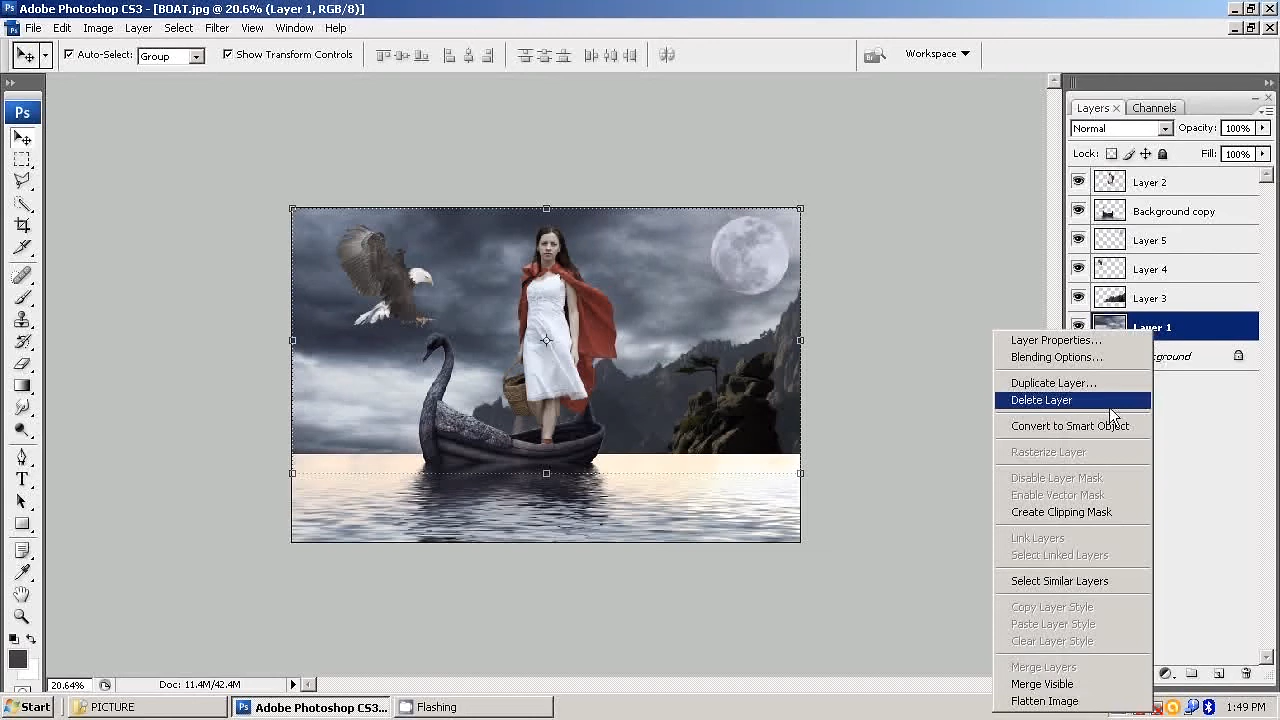 Adobe Photoshop CS3 - [BOAT.jpg @ 20.6% (Layer 1, RGB/8)]
File Edit Image Layer Select Filter View Window Help
Auto-Select: Group Show Transform Controls Workspace
Ps
Layers Channels
Normal Opacity: 100%
Lock: Fill: 100%
Layer 2
Background copy
Layer 5
Layer 4
Layer 3
Layer 1
Layer Properties...
Blending Options...
Duplicate Layer...
Delete Layer
Convert to Smart Object
Rasterize Layer
Disable Layer Mask
Enable Vector Mask
Create Clipping Mask
Link Layers
Select Linked Layers
Select Similar Layers
Copy Layer Style
Paste Layer Style
Clear Layer Style
Merge Layers
Merge Visible
Flatten Image
20.64% Doc: 11.4M/42.4M
Start PICTURE Adobe Photoshop CS3... Flashing 1:49 PM